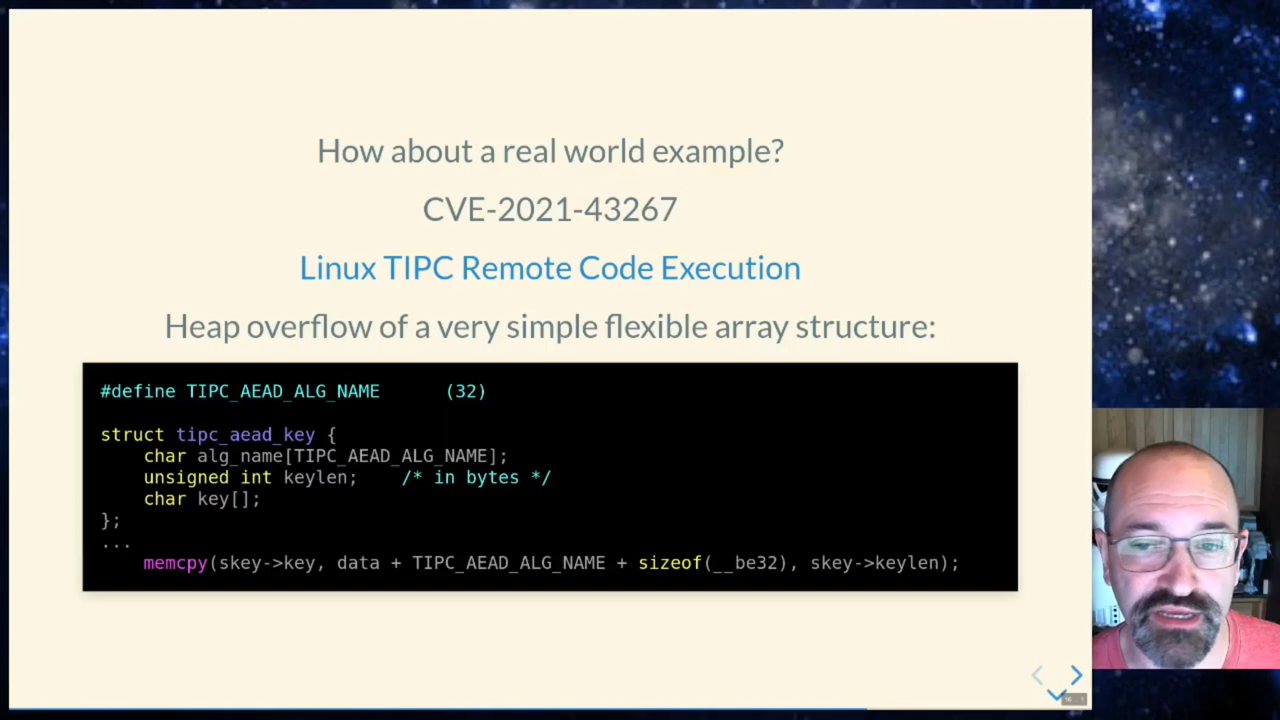 How about a real world example?
CVE-2021-43267
Linux TIPC Remote Code Execution
Heap overflow of a very simple flexible array structure:
#define TIPC_AEAD_ALG_NAME      (32)
struct tipc_aead_key {
    char alg_name[TIPC_AEAD_ALG_NAME];
    unsigned int keylen;    /* in bytes */
    char key[];
};
...
    memcpy(skey->key, data + TIPC_AEAD_ALG_NAME + sizeof(__be32), skey->keylen);